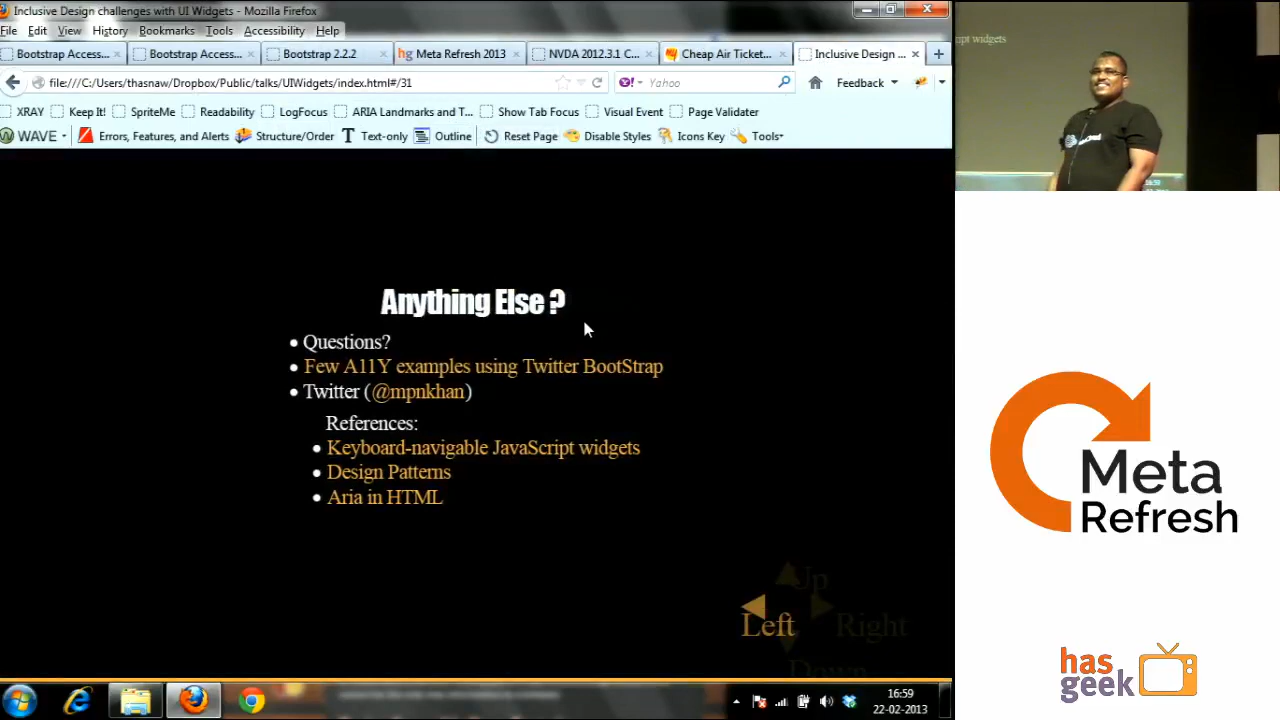 Inclusive Design challenges with UI Widgets - Mozilla Firefox
File Edit View History Bookmarks Tools Accessibility Help
Bootstrap Access... Bootstrap Access... Bootstrap 2.2.2 Meta Refresh 2013 NVDA 2012.3.1 C... Cheap Air Ticket... Inclusive Design ...
file:///C:/Users/thasnaw/Dropbox/Public/talks/UIWidgets/index.html#/31 Yahoo Feedback
XRAY Keep It! SpriteMe Readability LogFocus ARIA Landmarks and T... Show Tab Focus Visual Event Page Validater
WAVE Errors, Features, and Alerts Structure/Order Text-only Outline Reset Page Disable Styles Icons Key Tools
Anything Else ?
• Questions?
• Few A11Y examples using Twitter BootStrap
• Twitter (@mpnkhan)
References:
• Keyboard-navigable JavaScript widgets
• Design Patterns
• Aria in HTML
Up
Left Right
Down
16:59
22-02-2013
widgets
Meta
Refresh
has
geek